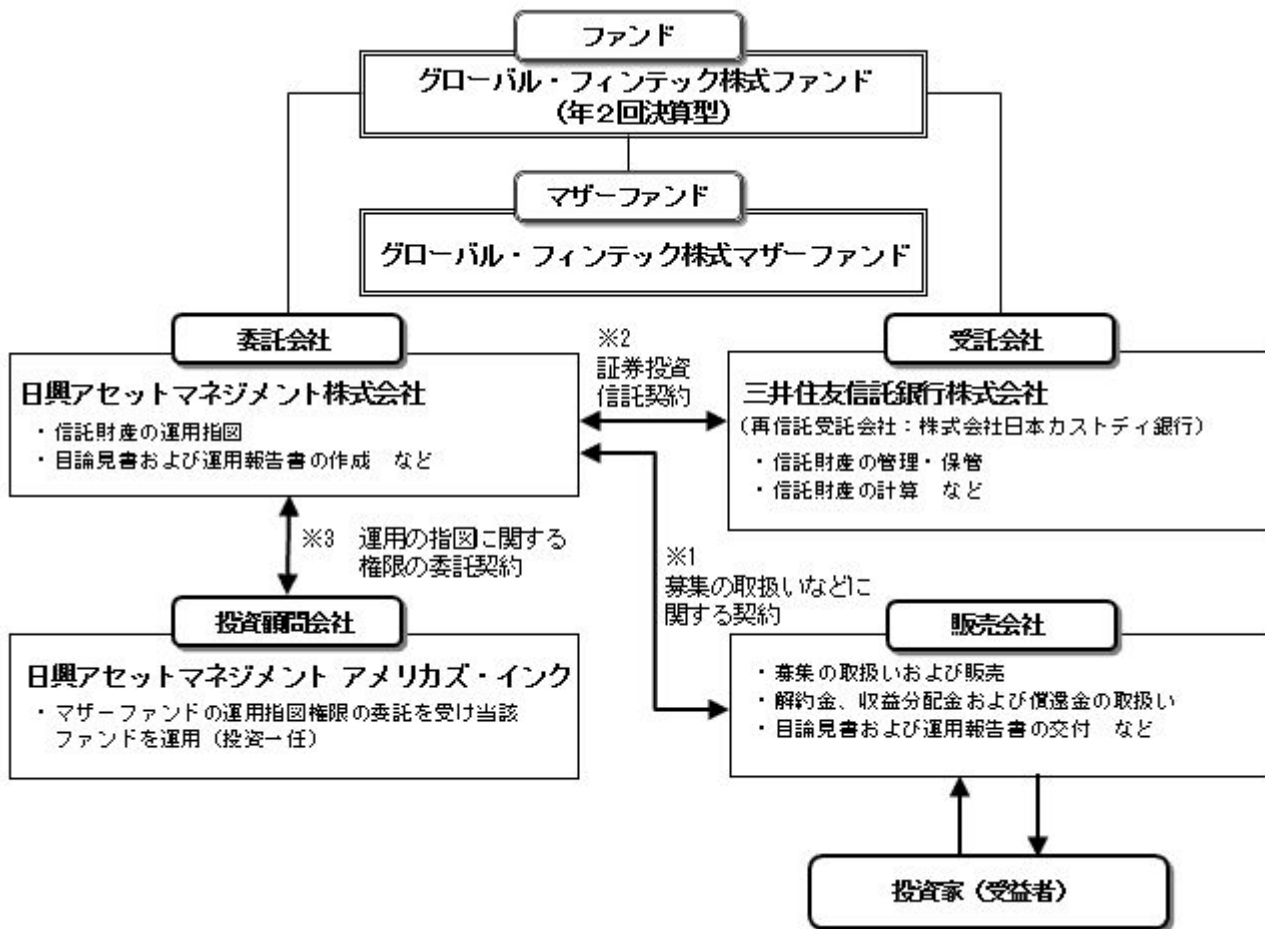 ファンド
グローバル・フィンテック株式ファンド
(年2回決算型)
マザーファンド
グローバル・フィンテック株式マザーファンド
委託会社
日興アセットマネジメント株式会社
・信託財産の運用指図
・目論見書および運用報告書の作成 など
※2
証券投資
信託契約
受託会社
三井住友信託銀行株式会社
(再信託受託会社:株式会社日本カストディ銀行)
・信託財産の管理・保管
・信託財産の計算 など
※3 運用の指図に関する
権限の委託契約
※1
募集の取扱いなどに
関する契約
投資顧問会社
日興アセットマネジメント アメリカズ・インク
・マザーファンドの運用指図権限の委託を受け当該
ファンドを運用(投資一任)
販売会社
・募集の取扱いおよび販売
・解約金、収益分配金および償還金の取扱い
・目論見書および運用報告書の交付 など
投資家(受益者)